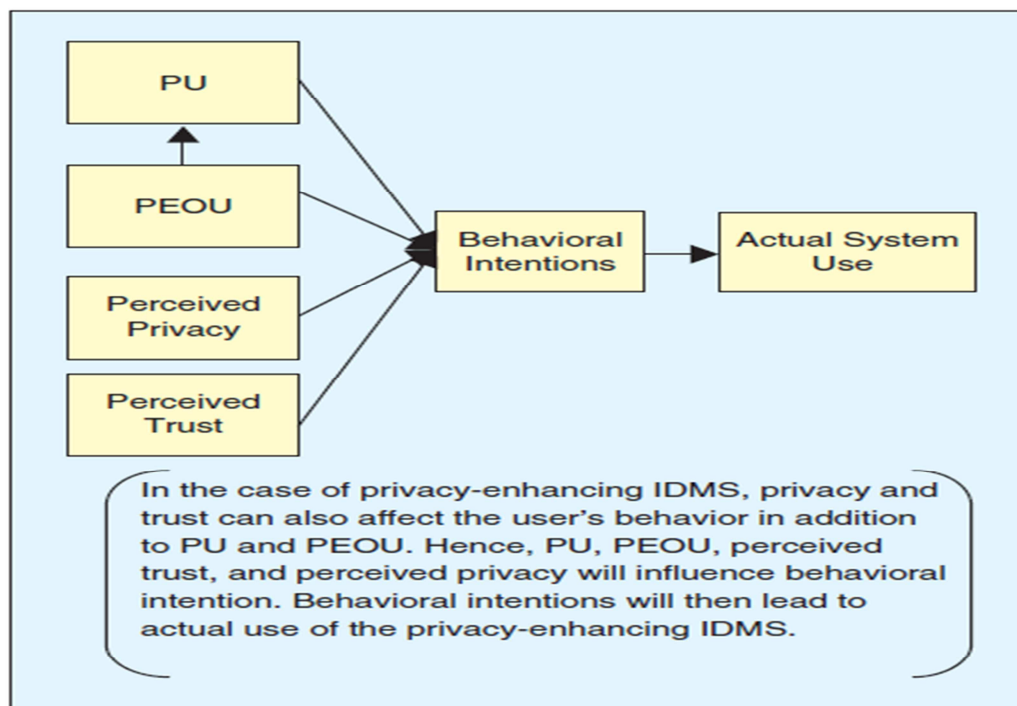 PU
PEOU
Perceived
Privacy
Perceived
Trust
Behavioral
Intentions
Actual System
Use
In the case of privacy-enhancing IDMS, privacy and
trust can also affect the user's behavior in addition
to PU and PEOU. Hence, PU, PEOU, perceived
trust, and perceived privacy will influence behavioral
intention. Behavioral intentions will then lead to
actual use of the privacy-enhancing IDMS.